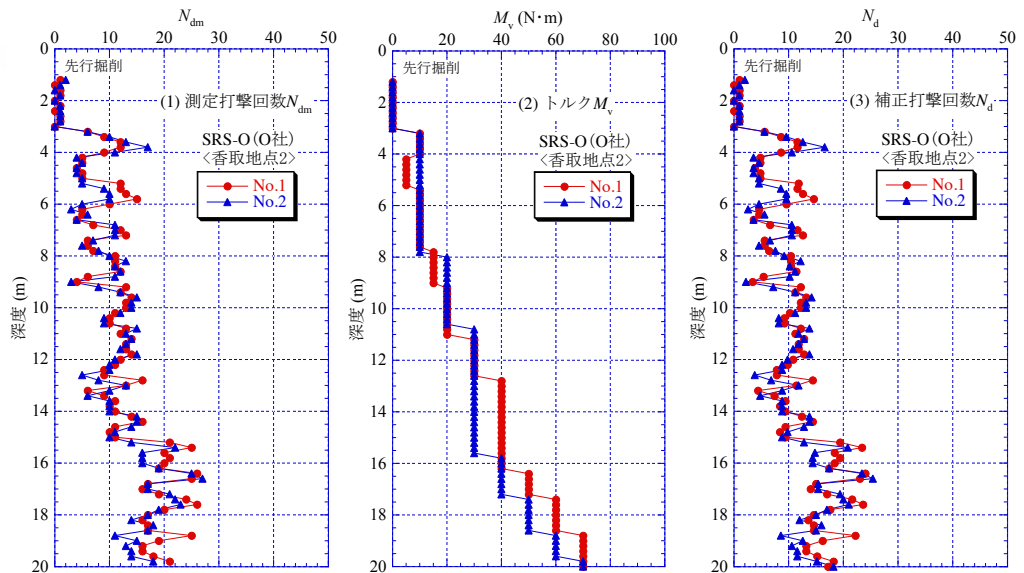 N_dm
0 10 20 30 40 50
0
2
4
6
8
10
12
14
16
18
20
深度 (m)
先行掘削
(1) 測定打撃回数N_dm
SRS-O(O社)
<香取地点2>
No.1
No.2
M_v (N･m)
0 20 40 60 80 100
0
2
4
6
8
10
12
14
16
18
20
深度 (m)
先行掘削
(2) トルクM_v
SRS-O(O社)
<香取地点2>
No.1
No.2
N_d
0 10 20 30 40 50
0
2
4
6
8
10
12
14
16
18
20
深度 (m)
先行掘削
(3) 補正打撃回数N_d
SRS-O(O社)
<香取地点2>
No.1
No.2